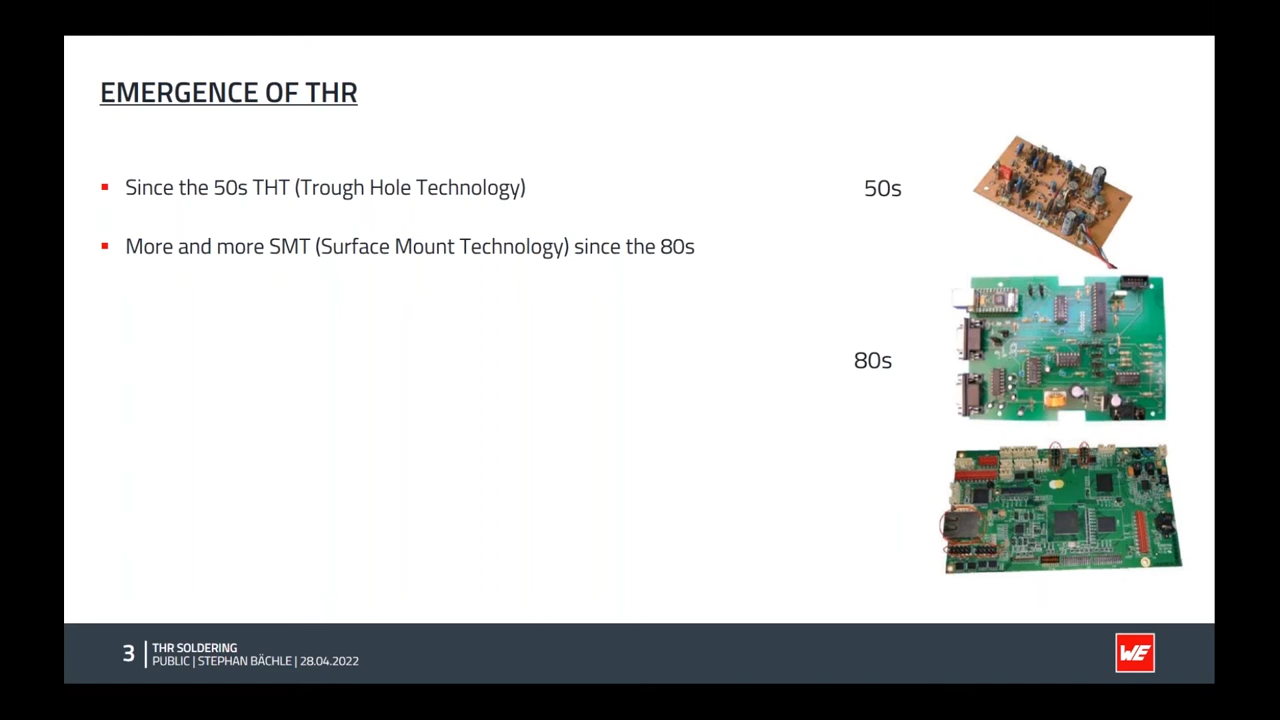 EMERGENCE OF THR
Since the 50s THT (Trough Hole Technology)
50s
More and more SMT (Surface Mount Technology) since the 80s
80s
3
THR SOLDERING
PUBLIC | STEPHAN BÄCHLE | 28.04.2022
WE